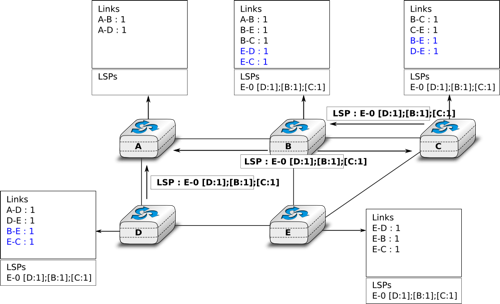 Links
A-B : 1
A-D : 1
LSPs
Links
A-B : 1
B-E : 1
B-C : 1
E-D : 1
E-C : 1
LSPs
E-0 [D:1];[B:1];[C:1]
Links
B-C : 1
C-E : 1
B-E : 1
D-E : 1
LSPs
E-0 [D:1];[B:1];[C:1]
LSP : E-0 [D:1];[B:1];[C:1]
A
B
C
LSP : E-0 [D:1];[B:1];[C:1]
LSP : E-0 [D:1];[B:1];[C:1]
Links
A-D : 1
D-E : 1
B-E : 1
E-C : 1
LSPs
E-0 [D:1];[B:1];[C:1]
D
E
Links
E-D : 1
E-B : 1
E-C : 1
LSPs
E-0 [D:1];[B:1];[C:1]